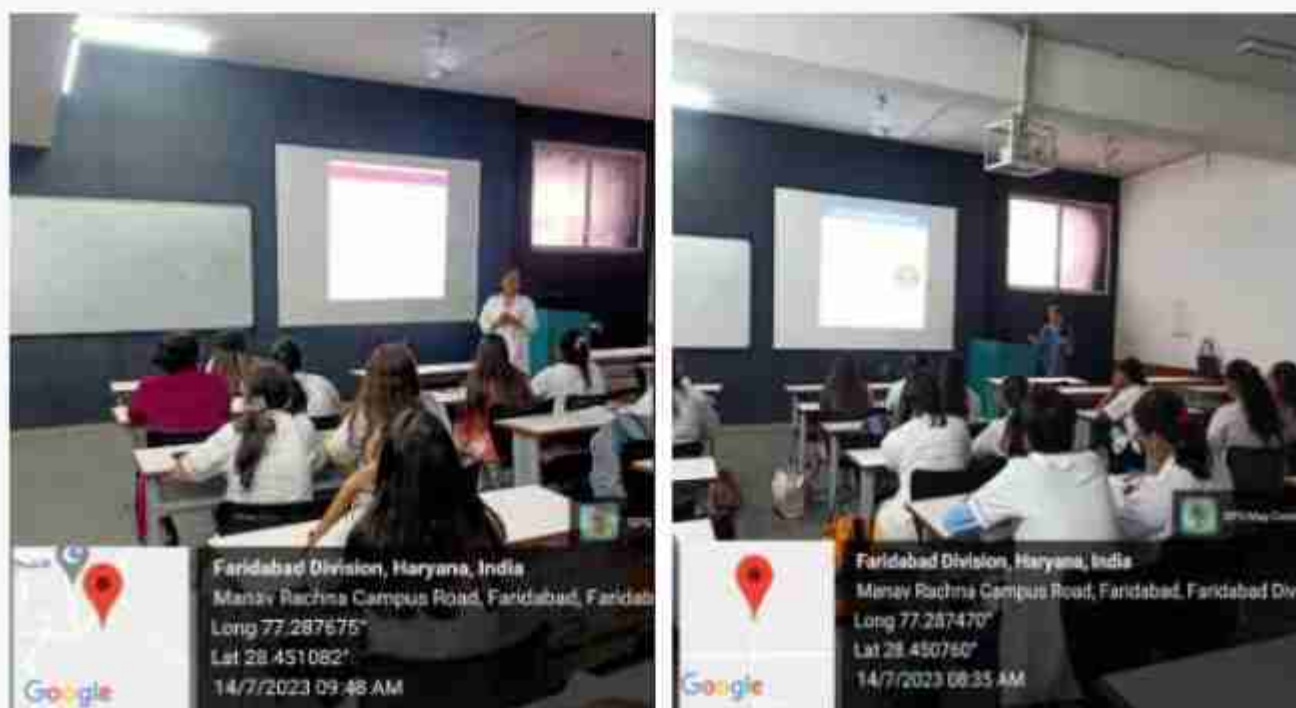 Faridabad Division, Haryana, India
Manav Rachna Campus Road, Faridabad, Faridab
Long 77.287675°
Lat 28.451082°
14/7/2023 09:48 AM
Google
Faridabad Division, Haryana, India
Manav Rachna Campus Road, Faridabad, Faridabad Div
Long 77.287470°
Lat 28.450760°
14/7/2023 08:35 AM
Google